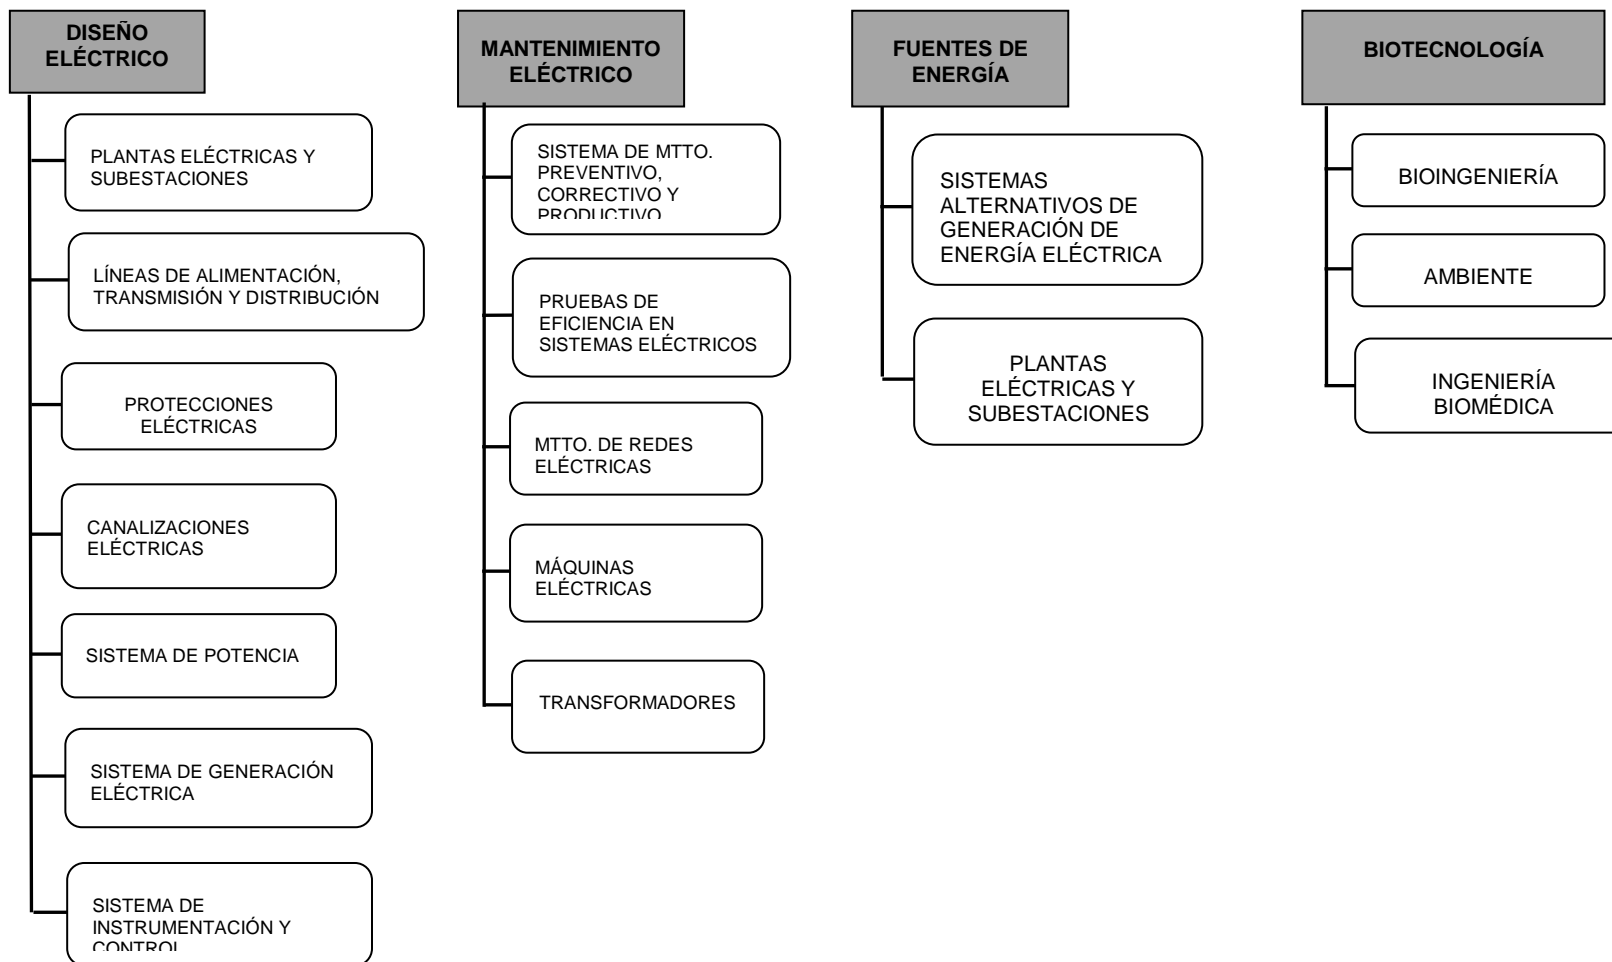 DISEÑO
ELÉCTRICO
PLANTAS ELÉCTRICAS Y
SUBESTACIONES
LÍNEAS DE ALIMENTACIÓN,
TRANSMISIÓN Y DISTRIBUCIÓN
PROTECCIONES
ELÉCTRICAS
CANALIZACIONES
ELÉCTRICAS
SISTEMA DE POTENCIA
SISTEMA DE GENERACIÓN
ELÉCTRICA
SISTEMA DE
INSTRUMENTACIÓN Y
CONTROL
MANTENIMIENTO
ELÉCTRICO
SISTEMA DE MTTO.
PREVENTIVO,
CORRECTIVO Y
PRODUCTIVO
PRUEBAS DE
EFICIENCIA EN
SISTEMAS ELÉCTRICOS
MTTO. DE REDES
ELÉCTRICAS
MÁQUINAS
ELÉCTRICAS
TRANSFORMADORES
FUENTES DE
ENERGÍA
SISTEMAS
ALTERNATIVOS DE
GENERACIÓN DE
ENERGÍA ELÉCTRICA
PLANTAS
ELÉCTRICAS Y
SUBESTACIONES
BIOTECNOLOGÍA
BIOINGENIERÍA
AMBIENTE
INGENIERÍA
BIOMÉDICA